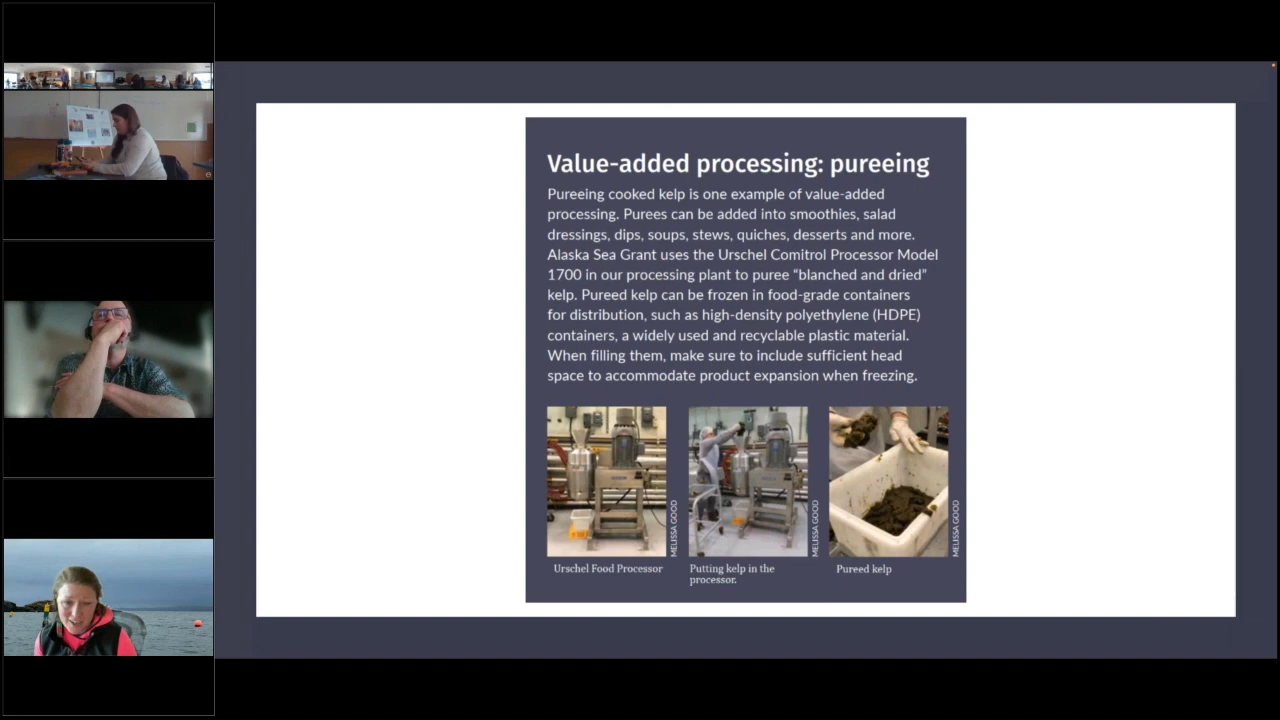 Value-added processing: pureeing
Pureeing cooked kelp is one example of value-added
processing. Purees can be added into smoothies, salad
dressings, dips, soups, stews, quiches, desserts and more.
Alaska Sea Grant uses the Urschel Comitrol Processor Model
1700 in our processing plant to puree “blanched and dried”
kelp. Pureed kelp can be frozen in food-grade containers
for distribution, such as high-density polyethylene (HDPE)
containers, a widely used and recyclable plastic material.
When filling them, make sure to include sufficient head
space to accommodate product expansion when freezing.
MELISSA GOOD
MELISSA GOOD
MELISSA GOOD
Urschel Food Processor
Putting kelp in the
processor.
Pureed kelp